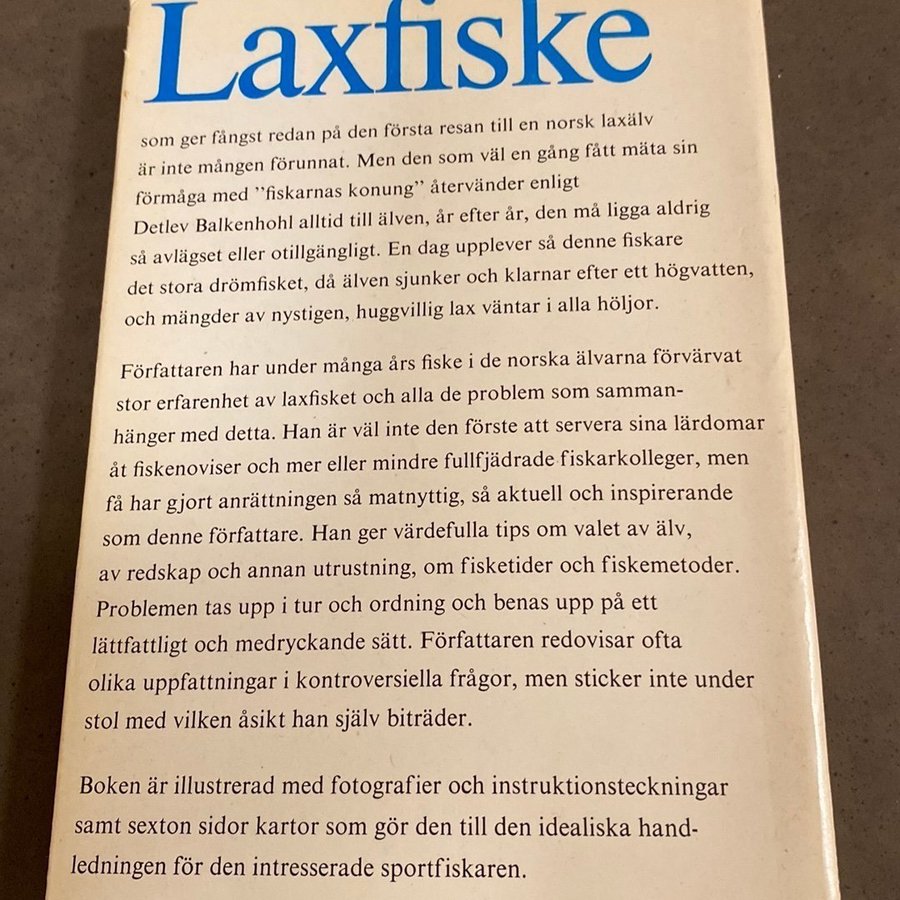 Laxfiske
som ger fångst redan på den första resan till en norsk laxälv
är inte mången förunnat. Men den som väl en gång fått mäta sin
förmåga med ”fiskarnas konung” återvänder enligt
Detlev Balkenhohl alltid till älven, år efter år, den må ligga aldrig
så avlägset eller otillgängligt. En dag upplever så denne fiskare
det stora drömfisket, då älven sjunker och klarnar efter ett högvatten,
och mängder av nystigen, huggvillig lax väntar i alla höljor.
Författaren har under många års fiske i de norska älvarna förvärvat
stor erfarenhet av laxfisket och alla de problem som samman-
hänger med detta. Han är väl inte den förste att servera sina lärdomar
åt fiskenoviser och mer eller mindre fullfjädrade fiskarkolleger, men
få har gjort anrättningen så matnyttig, så aktuell och inspirerande
som denne författare. Han ger värdefulla tips om valet av älv,
av redskap och annan utrustning, om fisketider och fiskemetoder.
Problemen tas upp i tur och ordning och benas upp på ett
lättfattligt och medryckande sätt. Författaren redovisar ofta
olika uppfattningar i kontroversiella frågor, men sticker inte under
stol med vilken åsikt han själv biträder.
Boken är illustrerad med fotografier och instruktionsteckningar
samt sexton sidor kartor som gör den till den idealiska hand-
ledningen för den intresserade sportfiskaren.